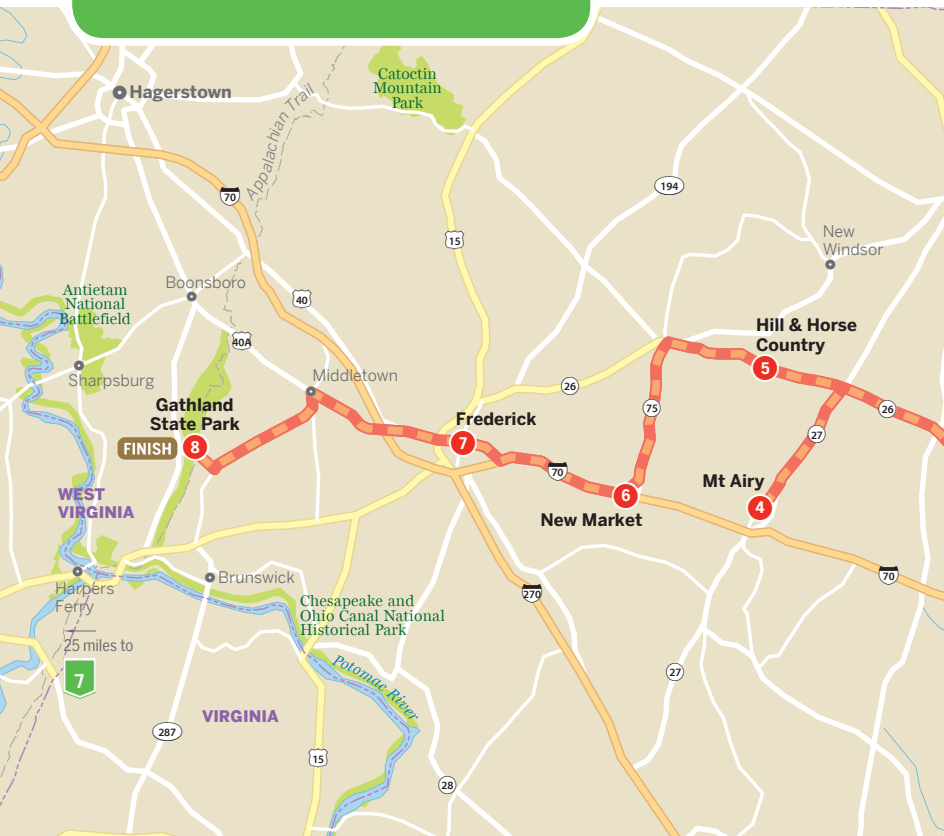 Catoctin
Mountain
Park
Hagerstown
Appalachian Trail
70
194
15
New
Windsor
Boonsboro
Antietam
National
Battlefield
40
40A
Hill & Horse
Country
5
Sharpsburg
Middletown
26
Gathland
State Park
FINISH
8
Frederick
7
75
26
27
70
Mt Airy
4
6
New Market
WEST
VIRGINIA
Harpers
Ferry
Brunswick
270
70
Chesapeake and
Ohio Canal National
Historical Park
25 miles to
7
Potomac River
27
VIRGINIA
287
15
28